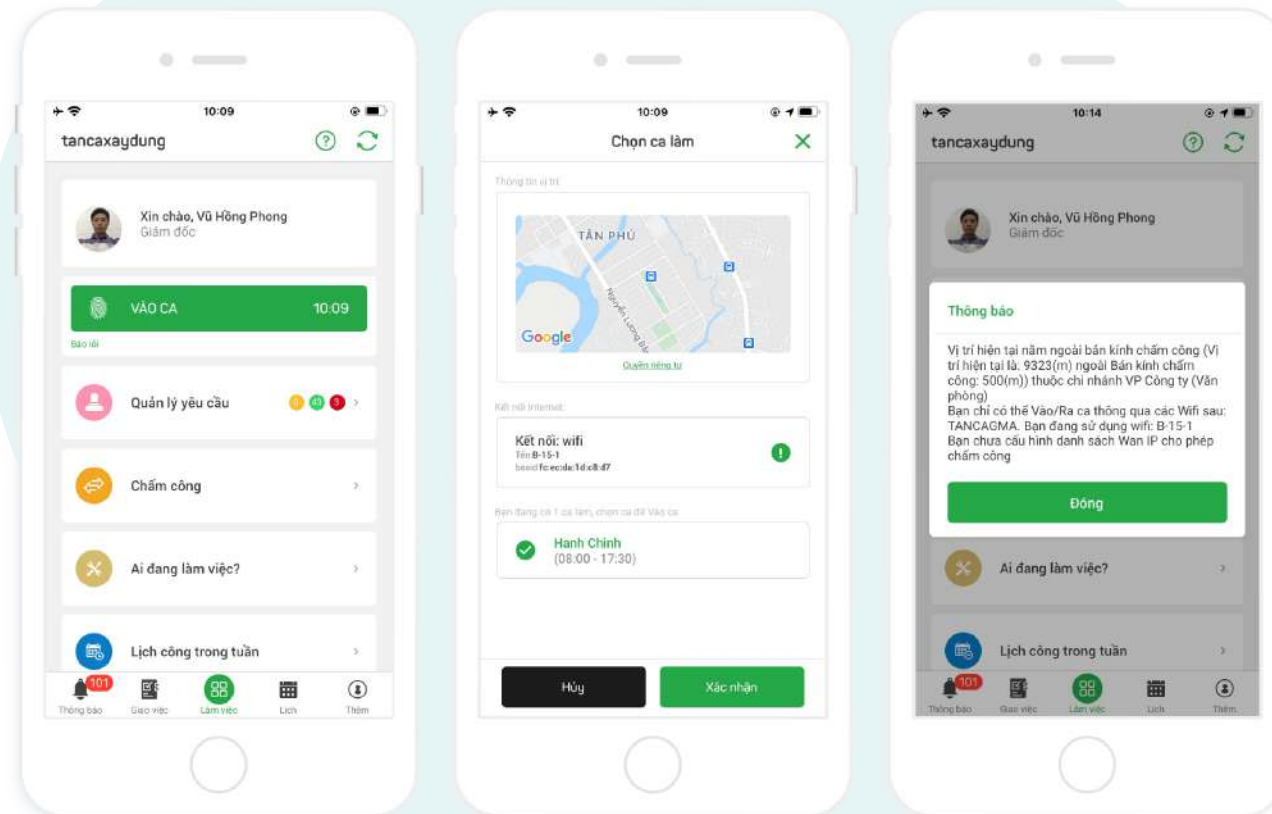 10:09
tancaxaydung
Xin chào, Vũ Hồng Phong
Giám đốc
VÀO CA 10:09
Báo lỗi
Quản lý yêu cầu 43
Chấm công
Ai đang làm việc?
Lịch công trong tuần
101
Thông báo Giao việc Làm việc Lịch Thêm
10:09
Chọn ca làm
Thông tin vị trí
TÂN PHÚ
Nguyễn Lương Bằng
Google
Quyền riêng tư
Kết nối Internet:
Kết nối: wifi
Tên B-15-1
bssid fc:ec:da:1d:c8:d7
Bạn đang có 1 ca làm, chọn ca để Vào ca
Hanh Chinh
(08:00 - 17:30)
Hủy Xác nhận
10:14
tancaxaydung
Xin chào, Vũ Hồng Phong
Giám đốc
Thông báo
Vị trí hiện tại nằm ngoài bán kính chấm công (Vị
trí hiện tại là: 9323(m) ngoài Bán kính chấm
công: 500(m)) thuộc chi nhánh VP Công ty (Văn
phòng)
Bạn chỉ có thể Vào/Ra ca thông qua các Wifi sau:
TANCAGMA. Bạn đang sử dụng wifi: B-15-1
Bạn chưa cấu hình danh sách Wan IP cho phép
chấm công
Đóng
Ai đang làm việc?
Lịch công trong tuần
101
Thông báo Giao việc Làm việc Lịch Thêm